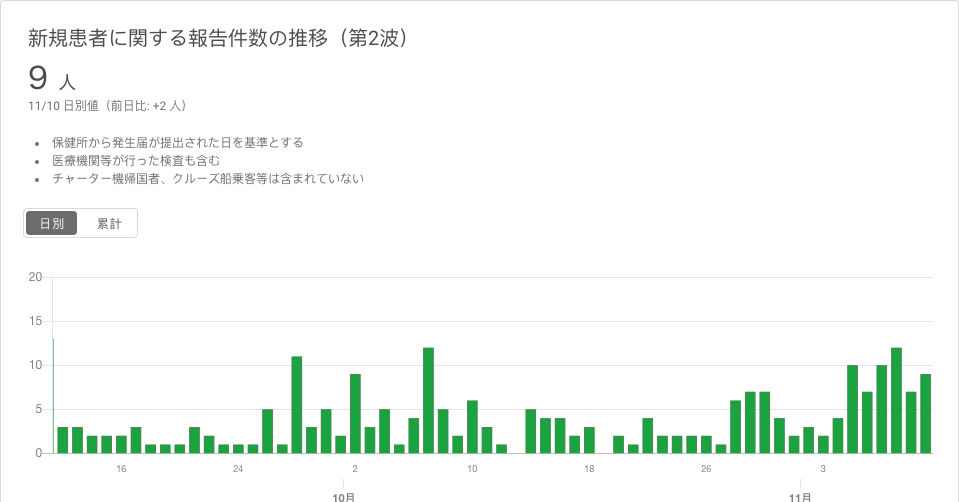 新規患者に関する報告件数の推移（第2波）
9 人
11/10 日別値（前日比: +2 人）
保健所から発生届が提出された日を基準とする
医療機関等が行った検査も含む
チャーター機帰国者、クルーズ船乗客等は含まれていない
日別 累計
20
15
10
5
0
16 24 2 10 18 26 3
10月 11月